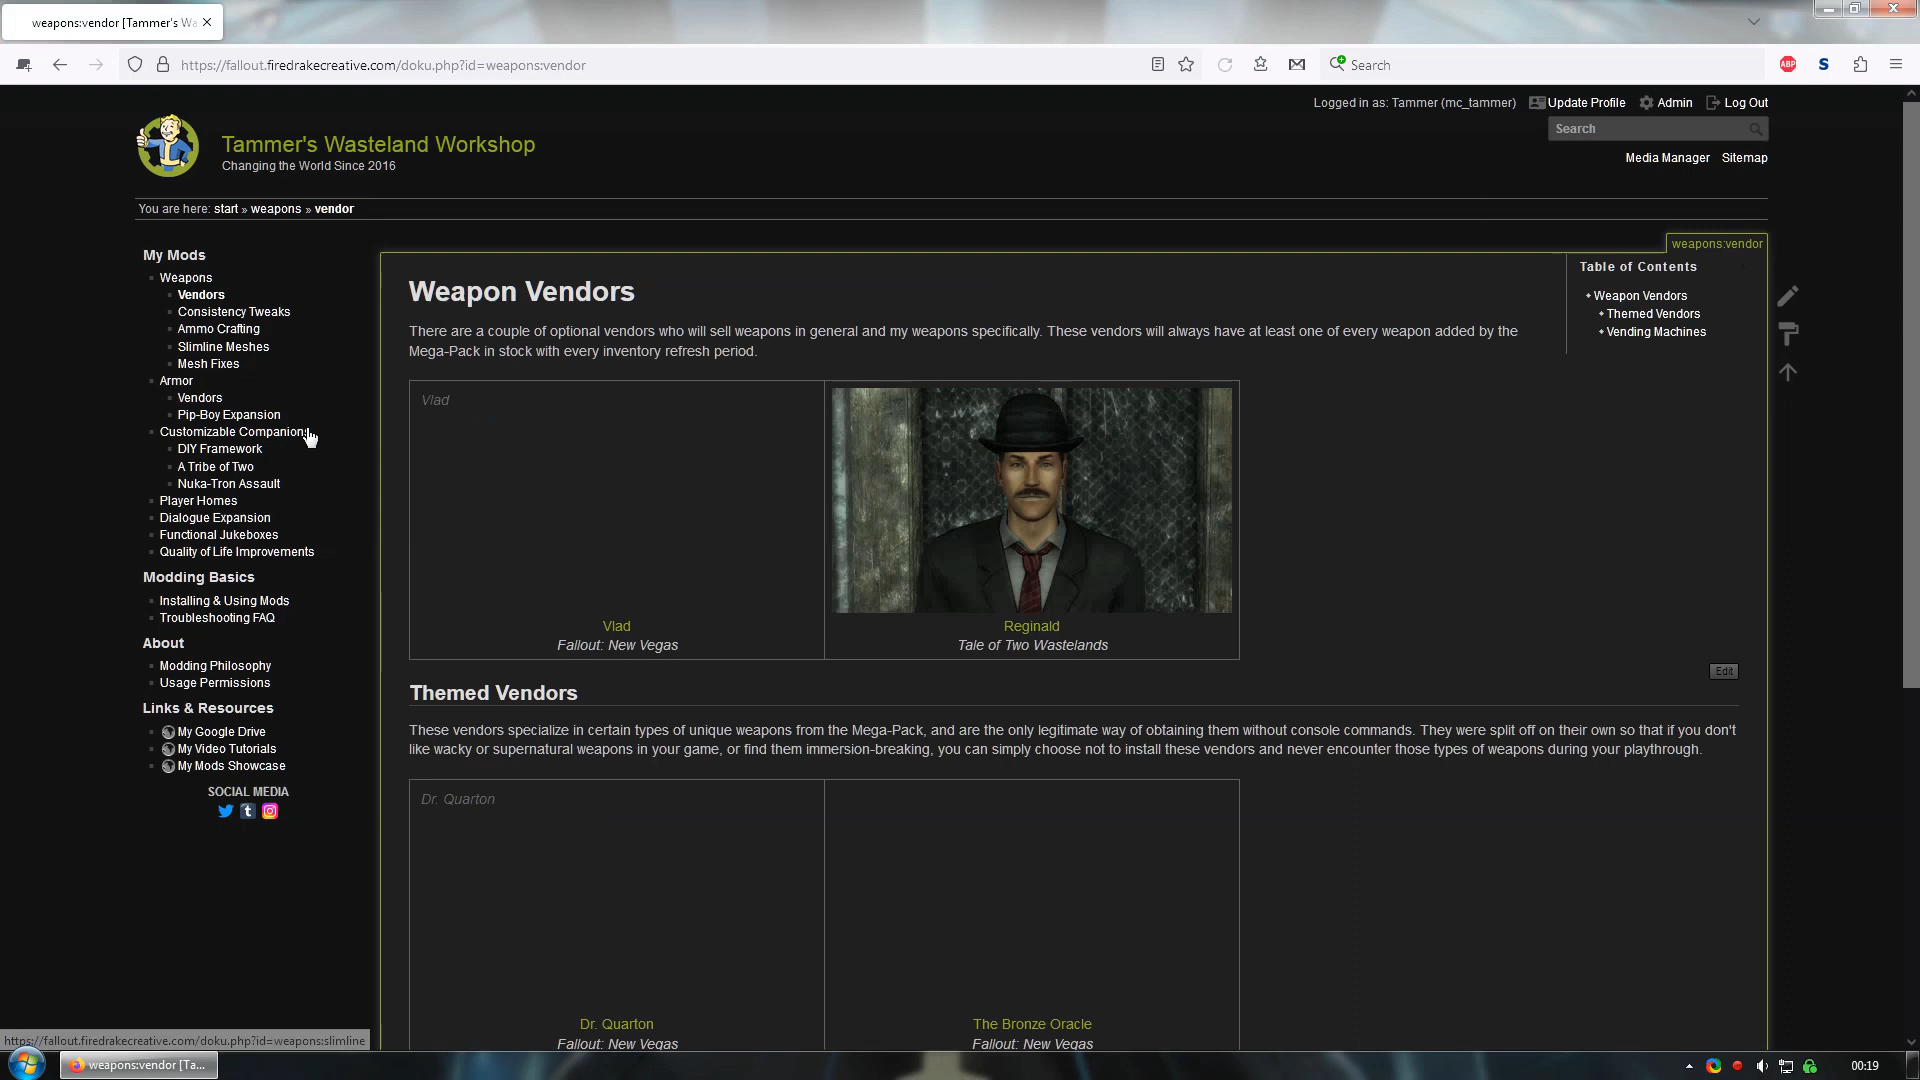 weapons:vendor [Tammer's Wa
https://fallout.firedrakecreative.com/doku.php?id=weapons:vendor
Search
ABP
S
Logged in as: Tammer (mc_tammer)
Update Profile
Admin
Log Out
Tammer's Wasteland Workshop
Changing the World Since 2016
Search
Media Manager
Sitemap
You are here: start » weapons » vendor
My Mods
Weapons
Vendors
Consistency Tweaks
Ammo Crafting
Slimline Meshes
Mesh Fixes
Armor
Vendors
Pip-Boy Expansion
Customizable Companions
DIY Framework
A Tribe of Two
Nuka-Tron Assault
Player Homes
Dialogue Expansion
Functional Jukeboxes
Quality of Life Improvements
Modding Basics
Installing & Using Mods
Troubleshooting FAQ
About
Modding Philosophy
Usage Permissions
Links & Resources
My Google Drive
My Video Tutorials
My Mods Showcase
SOCIAL MEDIA
weapons:vendor
Table of Contents
Weapon Vendors
Themed Vendors
Vending Machines
Weapon Vendors
There are a couple of optional vendors who will sell weapons in general and my weapons specifically. These vendors will always have at least one of every weapon added by the
Mega-Pack in stock with every inventory refresh period.
Vlad
Vlad
Fallout: New Vegas
Reginald
Tale of Two Wastelands
Edit
Themed Vendors
These vendors specialize in certain types of unique weapons from the Mega-Pack, and are the only legitimate way of obtaining them without console commands. They were split off on their own so that if you don't
like wacky or supernatural weapons in your game, or find them immersion-breaking, you can simply choose not to install these vendors and never encounter those types of weapons during your playthrough.
Dr. Quarton
Dr. Quarton
Fallout: New Vegas
The Bronze Oracle
Fallout: New Vegas
https://fallout.firedrakecreative.com/doku.php?id=weapons:slimline
weapons:vendor [Ta...
00:19